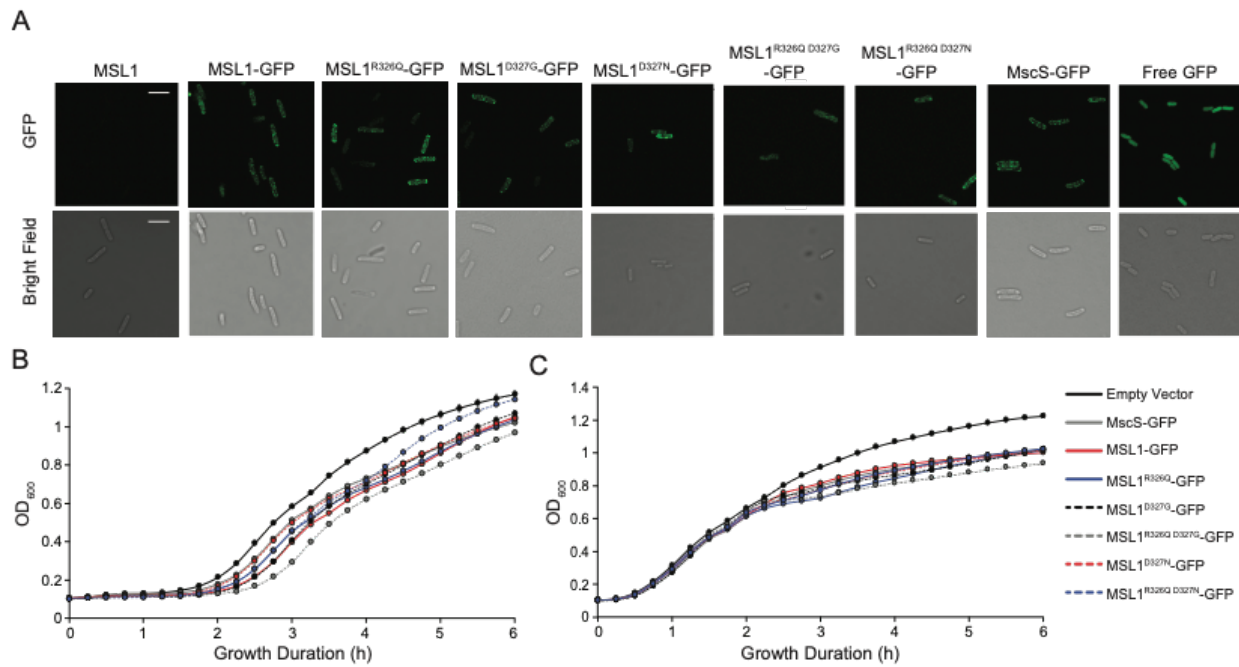 A
MSL1
MSL1-GFP
MSL1R326Q-GFP
MSL1D327G-GFP
MSL1D327N-GFP
MSL1R326Q D327G
-GFP
MSL1R326Q D327N
-GFP
MscS-GFP
Free GFP
GFP
Bright Field
B
OD600
1.2
1
0.8
0.6
0.4
0.2
0
0 1 2 3 4 5 6
Growth Duration (h)
C
OD600
1.4
1.2
1
0.8
0.6
0.4
0.2
0
0 1 2 3 4 5 6
Growth Duration (h)
Empty Vector
MscS-GFP
MSL1-GFP
MSL1R326Q-GFP
MSL1D327G-GFP
MSL1R326Q D327G-GFP
MSL1D327N-GFP
MSL1R326Q D327N-GFP